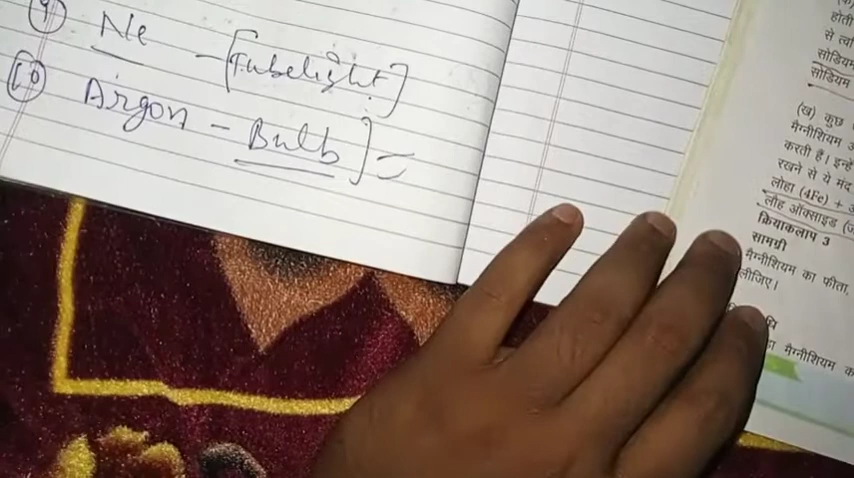 9) Ne - [Tubelight]
10) Argon - Bulb] =
होती
से त्वां
सोडियम
सोडियम
(ख) कुछ
मैग्नीशियम अ
करती हैं। इन्हें
रखने से ये मंद
लोहा (4Fe) +
लौह ऑक्साइड (
क्रियाकलाप 3
सामग्री
मैग्नीशियम का फीता,
लीजिए।
मैग्नीशियम क